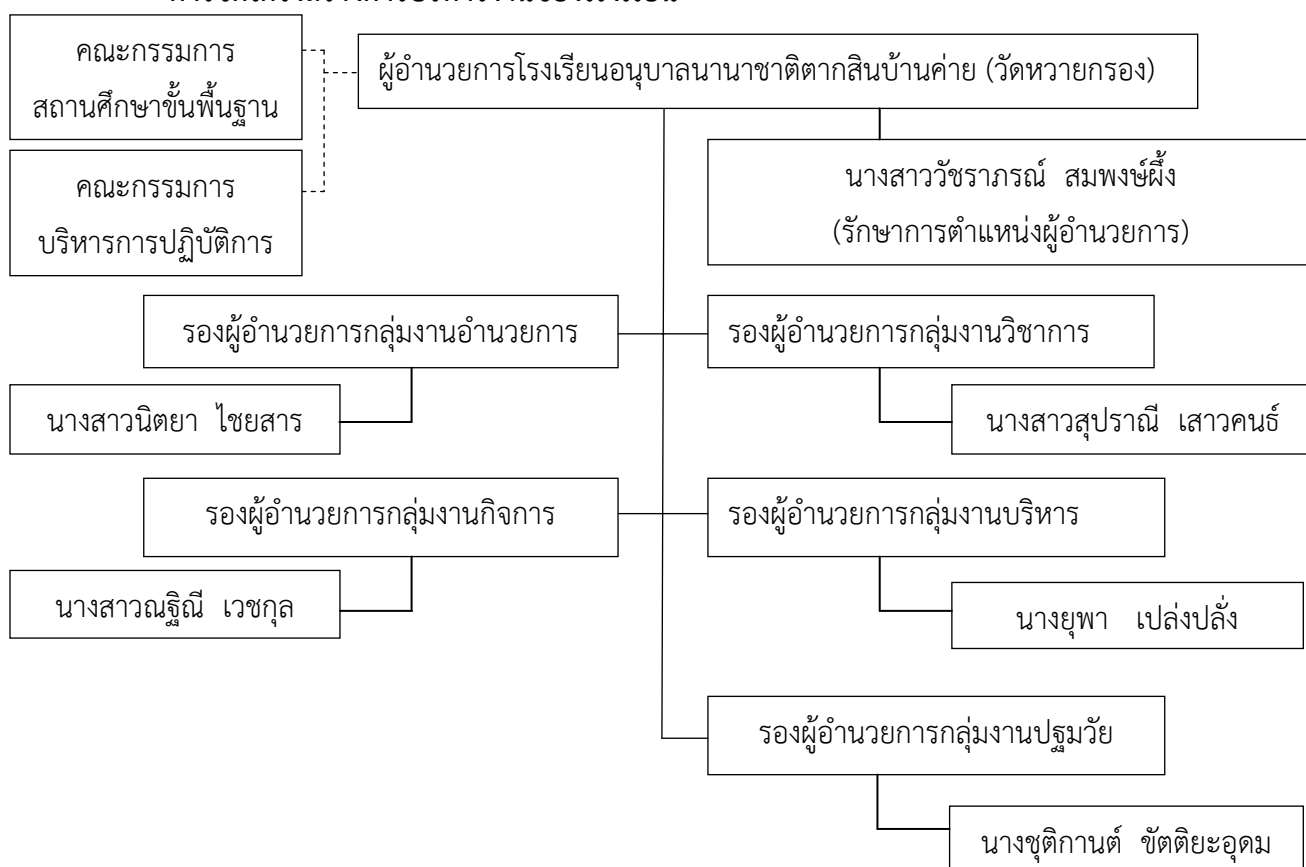 คณะกรรมการ
สถานศึกษาขั้นพื้นฐาน
ผู้อำนวยการโรงเรียนอนุบาลนานาชาติตากสินบ้านค่าย (วัดหวายกรอง)
คณะกรรมการ
บริหารการปฏิบัติการ
นางสาววัชราภรณ์ สมพงษ์ผึ้ง
(รักษาการตำแหน่งผู้อำนวยการ)
รองผู้อำนวยการกลุ่มงานอำนวยการ
รองผู้อำนวยการกลุ่มงานวิชาการ
นางสาวนิตยา ไชยสาร
นางสาวสุปราณี เสาวคนธ์
รองผู้อำนวยการกลุ่มงานกิจการ
รองผู้อำนวยการกลุ่มงานบริหาร
นางสาวณฐิณี เวชกุล
นางยุพา เปล่งปลั่ง
รองผู้อำนวยการกลุ่มงานปฐมวัย
นางชุติกานต์ ขัตติยะอุดม